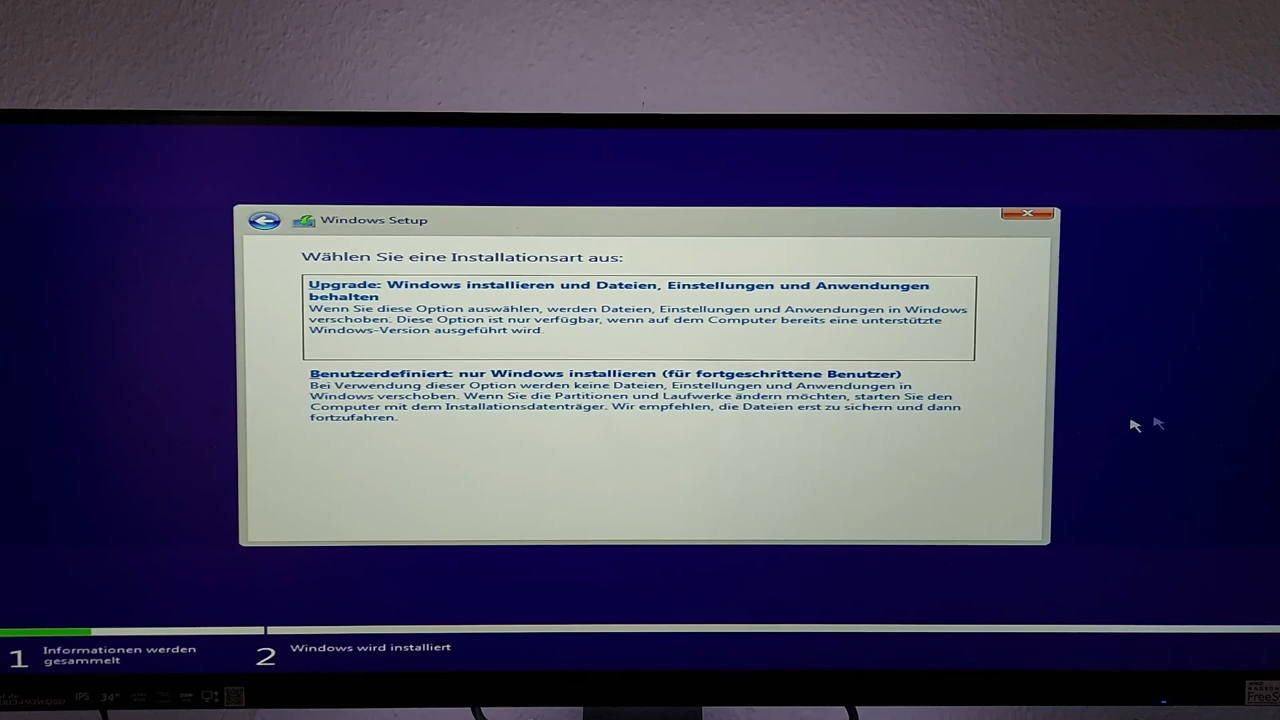 Windows Setup
Wählen Sie eine Installationsart aus:
Upgrade: Windows installieren und Dateien, Einstellungen und Anwendungen
behalten
Wenn Sie diese Option auswählen, werden Dateien, Einstellungen und Anwendungen in Windows
verschoben. Diese Option ist nur verfügbar, wenn auf dem Computer bereits eine unterstützte
Windows-Version ausgeführt wird.
Benutzerdefiniert: nur Windows installieren (für fortgeschrittene Benutzer)
Bei Verwendung dieser Option werden keine Dateien, Einstellungen und Anwendungen in
Windows verschoben. Wenn Sie die Partitionen und Laufwerke ändern möchten, starten Sie den
Computer mit dem Installationsdatenträger. Wir empfehlen, die Dateien erst zu sichern und dann
fortzufahren.
1 Informationen werden
gesammelt
2 Windows wird installiert
IPS 34"
AMD
RADEON